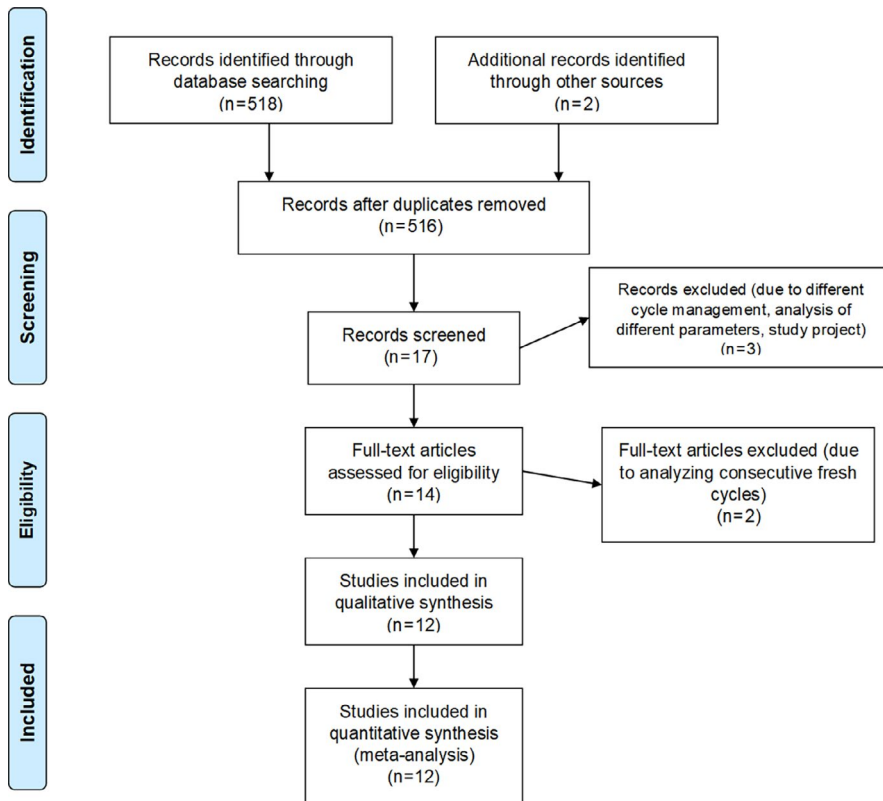 Identification
Records identified through
database searching
(n=518)
Additional records identified
through other sources
(n=2)
Records after duplicates removed
(n=516)
Screening
Records screened
(n=17)
Records excluded (due to different
cycle management, analysis of
different parameters, study project)
(n=3)
Eligibility
Full-text articles
assessed for eligibility
(n=14)
Full-text articles excluded (due
to analyzing consecutive fresh
cycles)
(n=2)
Studies included in
qualitative synthesis
(n=12)
Included
Studies included in
quantitative synthesis
(meta-analysis)
(n=12)